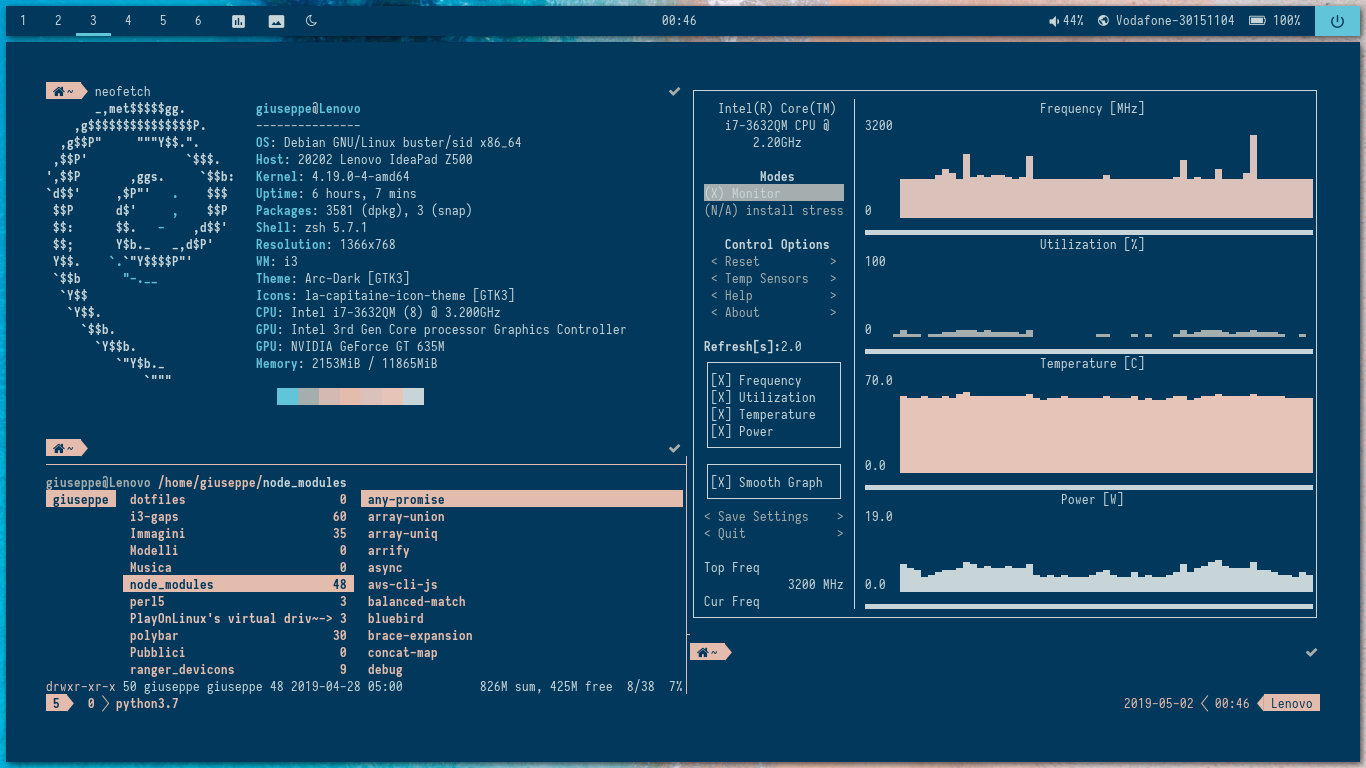 1 2 3 4 5 6 00:46 44% Vodafone-30151104 100%
~ neofetch
_,met$$$$$gg.
,g$$$$$$$$$$$$$$$P.
,g$$P"     """Y$$.".
,$$P'              `$$$.
',$$P       ,ggs.     `$$b:
`d$$'     ,$P"'   .    $$$
$$P      d$'     ,    $$P
$$:      $$.   -    ,d$$'
$$;      Y$b._   _,d$P'
Y$$.    `.`"Y$$$$P"'
`$$b      "-.__
`Y$$
`Y$$.
`$$b.
`Y$$b.
`"Y$b._
`"""
giuseppe@Lenovo
---------------
OS: Debian GNU/Linux buster/sid x86_64
Host: 20202 Lenovo IdeaPad Z500
Kernel: 4.19.0-4-amd64
Uptime: 6 hours, 7 mins
Packages: 3581 (dpkg), 3 (snap)
Shell: zsh 5.7.1
Resolution: 1366x768
WM: i3
Theme: Arc-Dark [GTK3]
Icons: la-capitaine-icon-theme [GTK3]
CPU: Intel i7-3632QM (8) @ 3.200GHz
GPU: Intel 3rd Gen Core processor Graphics Controller
GPU: NVIDIA GeForce GT 635M
Memory: 2153MiB / 11865MiB
~
giuseppe@Lenovo /home/giuseppe/node_modules
giuseppe
dotfiles 0
i3-gaps 60
Immagini 35
Modelli 0
Musica 0
node_modules 48
perl5 3
PlayOnLinux's virtual driv~-> 3
polybar 30
Pubblici 0
ranger_devicons 9
any-promise
array-union
array-uniq
arrify
async
aws-cli-js
balanced-match
bluebird
brace-expansion
concat-map
debug
drwxr-xr-x 50 giuseppe giuseppe 48 2019-04-28 05:00 826M sum, 425M free 8/38 7%
Intel(R) Core(TM)
i7-3632QM CPU @
2.20GHz
Modes
(X) Monitor
(N/A) install stress
Control Options
< Reset >
< Temp Sensors >
< Help >
< About >
Refresh[s]:2.0
[X] Frequency
[X] Utilization
[X] Temperature
[X] Power
[X] Smooth Graph
< Save Settings >
< Quit >
Top Freq
3200 MHz
Cur Freq
Frequency [MHz]
3200
0
Utilization [%]
100
0
Temperature [C]
70.0
0.0
Power [W]
19.0
0.0
~
5 0 python3.7 2019-05-02 00:46 Lenovo